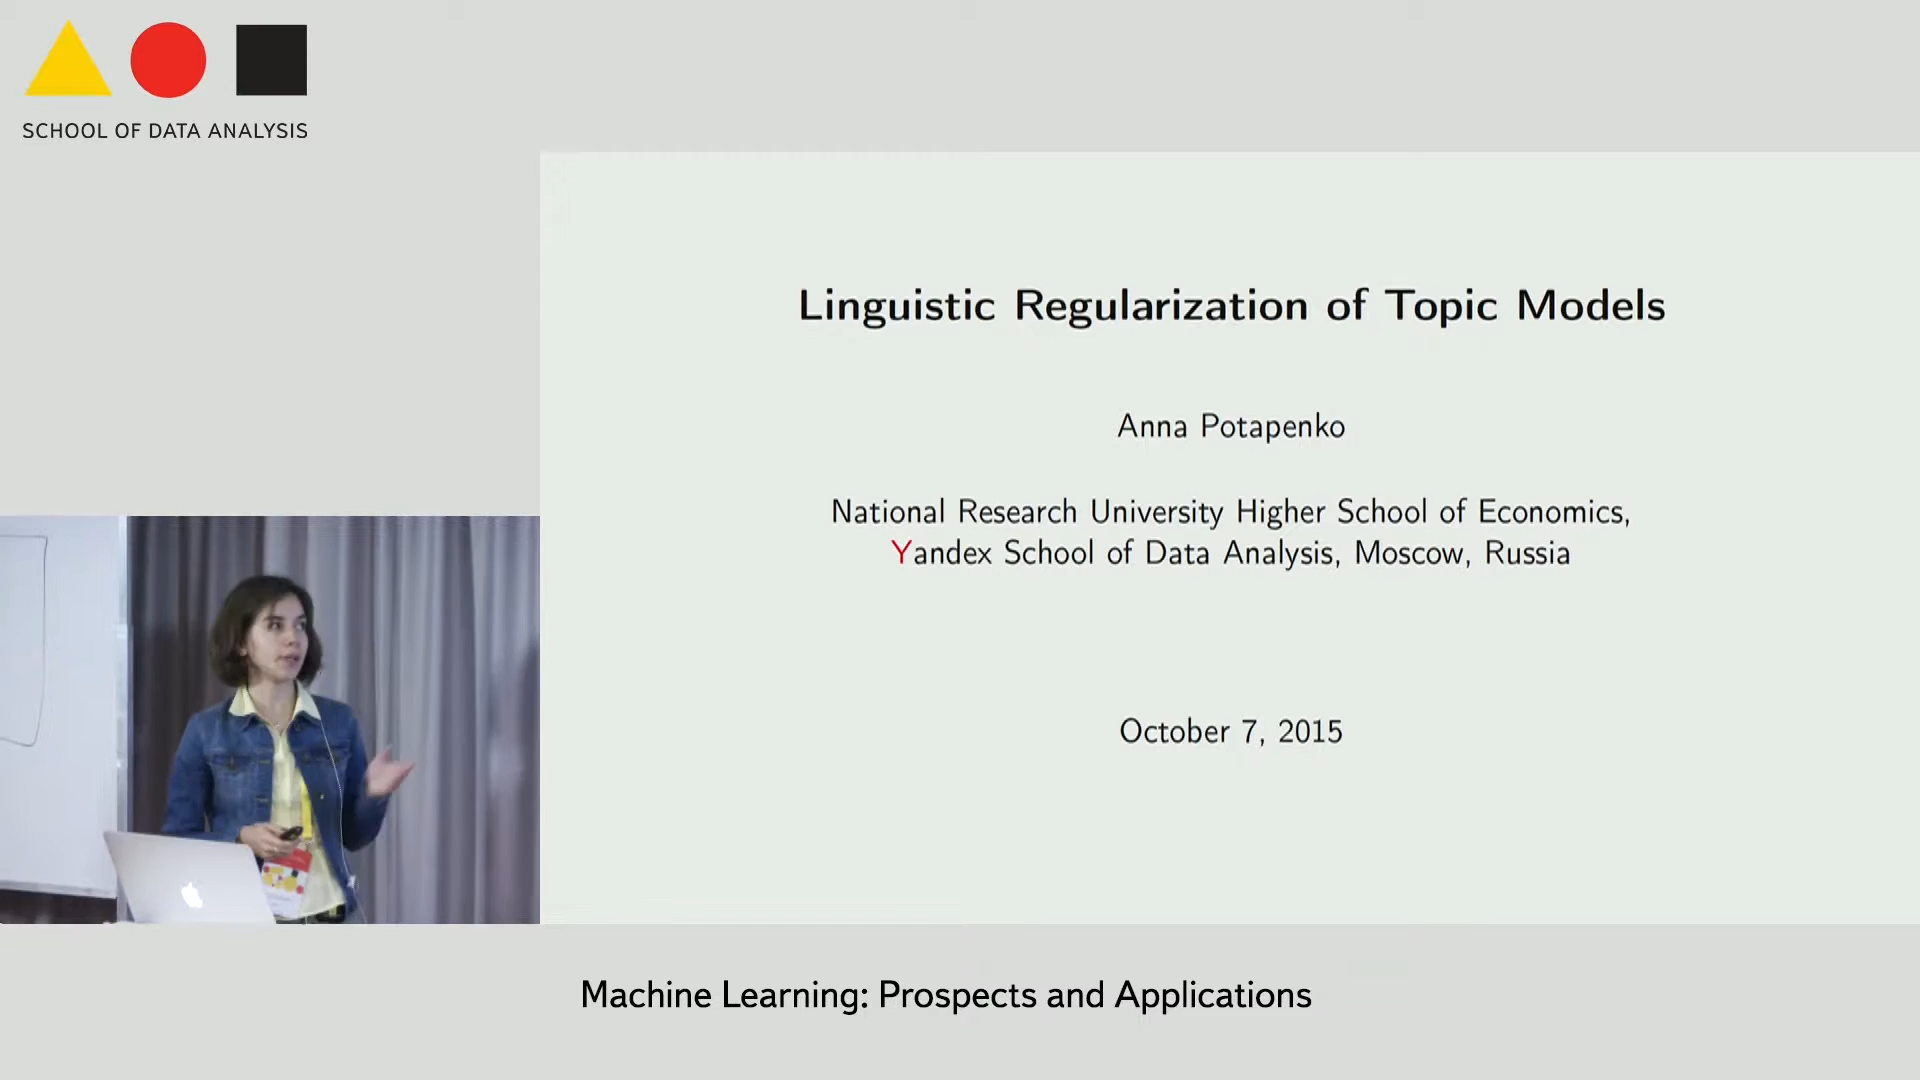 SCHOOL OF DATA ANALYSIS
Linguistic Regularization of Topic Models
Anna Potapenko
National Research University Higher School of Economics,
Yandex School of Data Analysis, Moscow, Russia
October 7, 2015
Machine Learning: Prospects and Applications